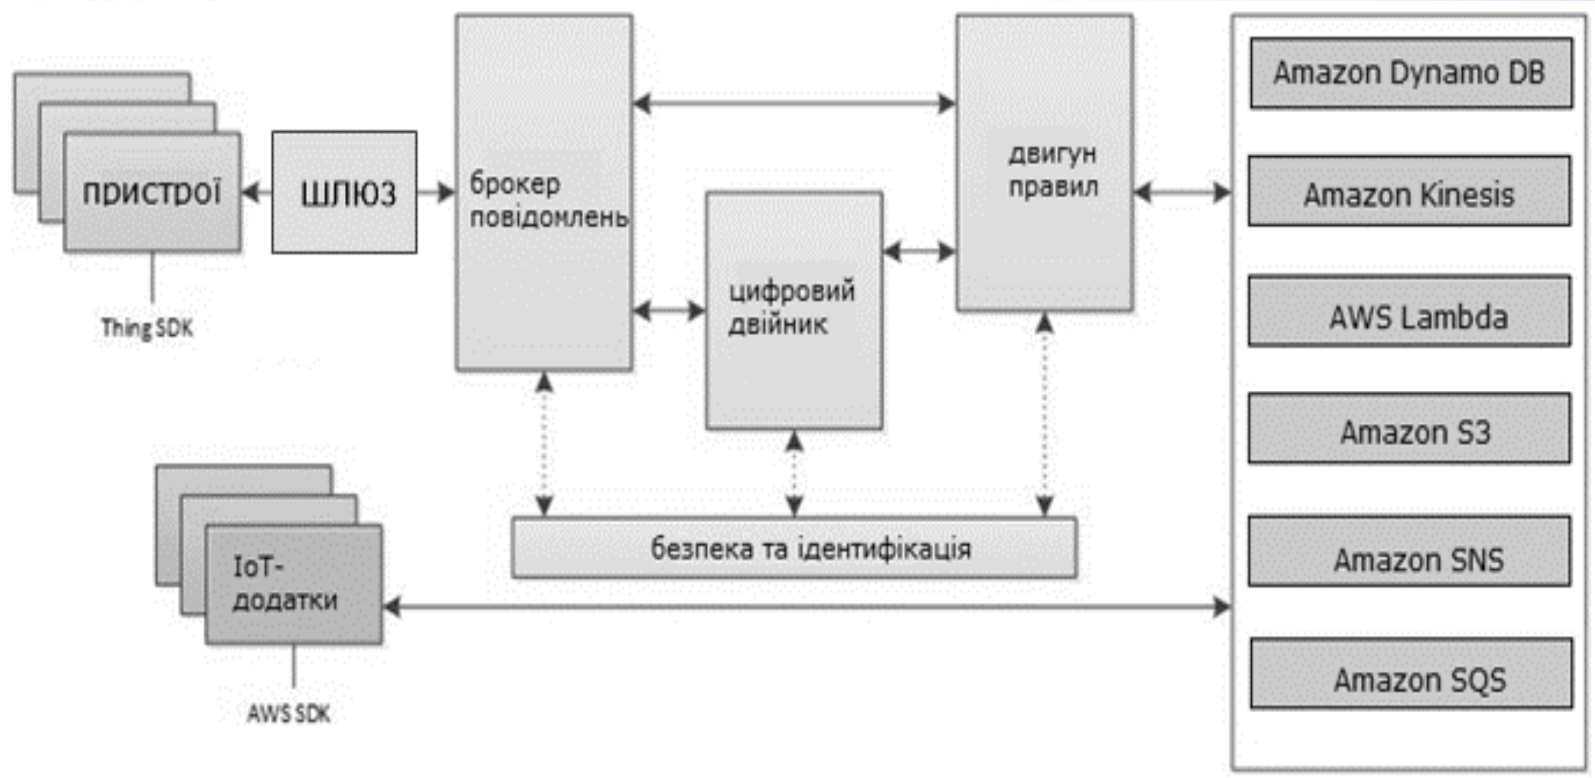 пристрої
Thing SDK
ШЛЮЗ
брокер
повідомлень
цифровий
двійник
двигун
правил
безпека та ідентифікація
IoT-
додатки
AWS SDK
Amazon Dynamo DB
Amazon Kinesis
AWS Lambda
Amazon S3
Amazon SNS
Amazon SQS